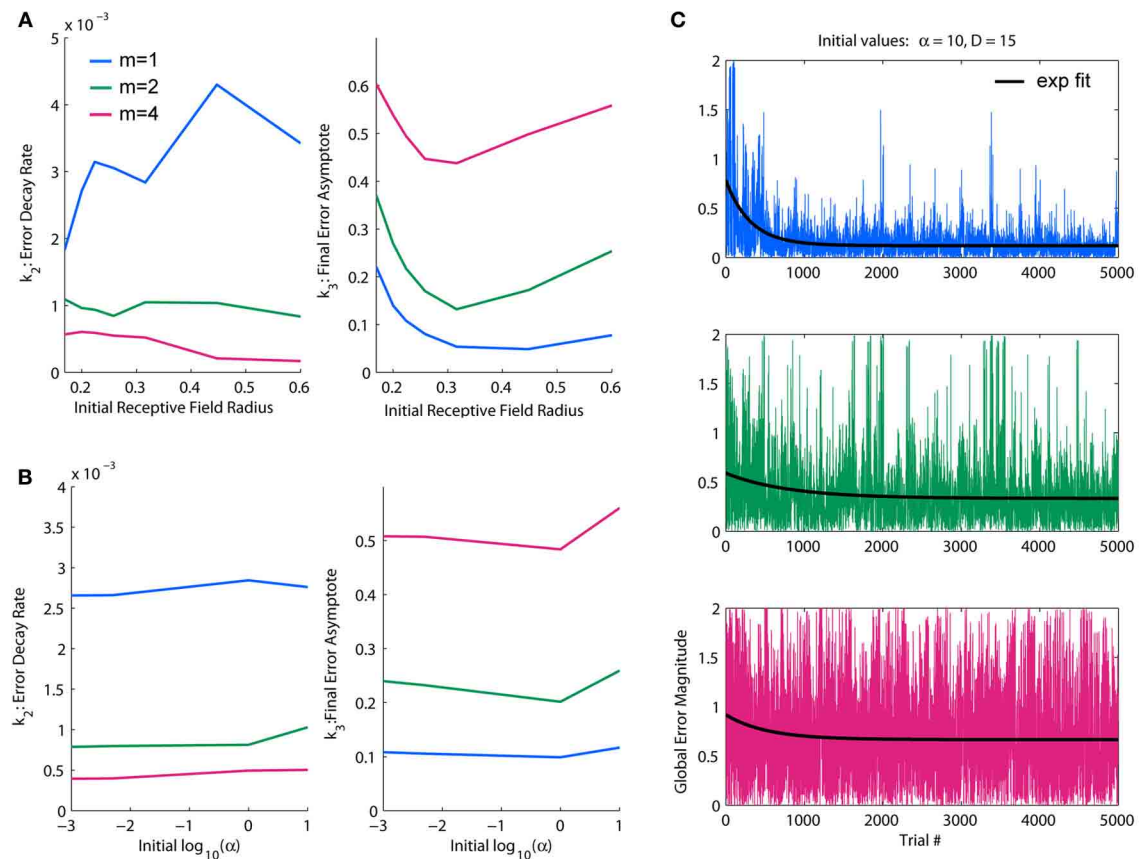 A
x 10⁻³
m=1
m=2
m=4
5
4
3
2
1
0
k₂: Error Decay Rate
0.2 0.3 0.4 0.5 0.6
Initial Receptive Field Radius
0.6
0.5
0.4
0.3
0.2
0.1
0
k₃:Final Error Asymptote
0.2 0.3 0.4 0.5 0.6
Initial Receptive Field Radius
B
x 10⁻³
4
3.5
3
2.5
2
1.5
1
0.5
0
k₂: Error Decay Rate
−3 −2 −1 0 1
Initial log₁₀(α)
0.5
0.4
0.3
0.2
0.1
0
k₃:Final Error Asymptote
−3 −2 −1 0 1
Initial log₁₀(α)
C
Initial values: α = 10, D = 15
exp fit
2
1.5
1
0.5
0
0 1000 2000 3000 4000 5000
2
1.5
1
0.5
0
0 1000 2000 3000 4000 5000
2
1.5
1
0.5
0
Global Error Magnitude
0 1000 2000 3000 4000 5000
Trial #